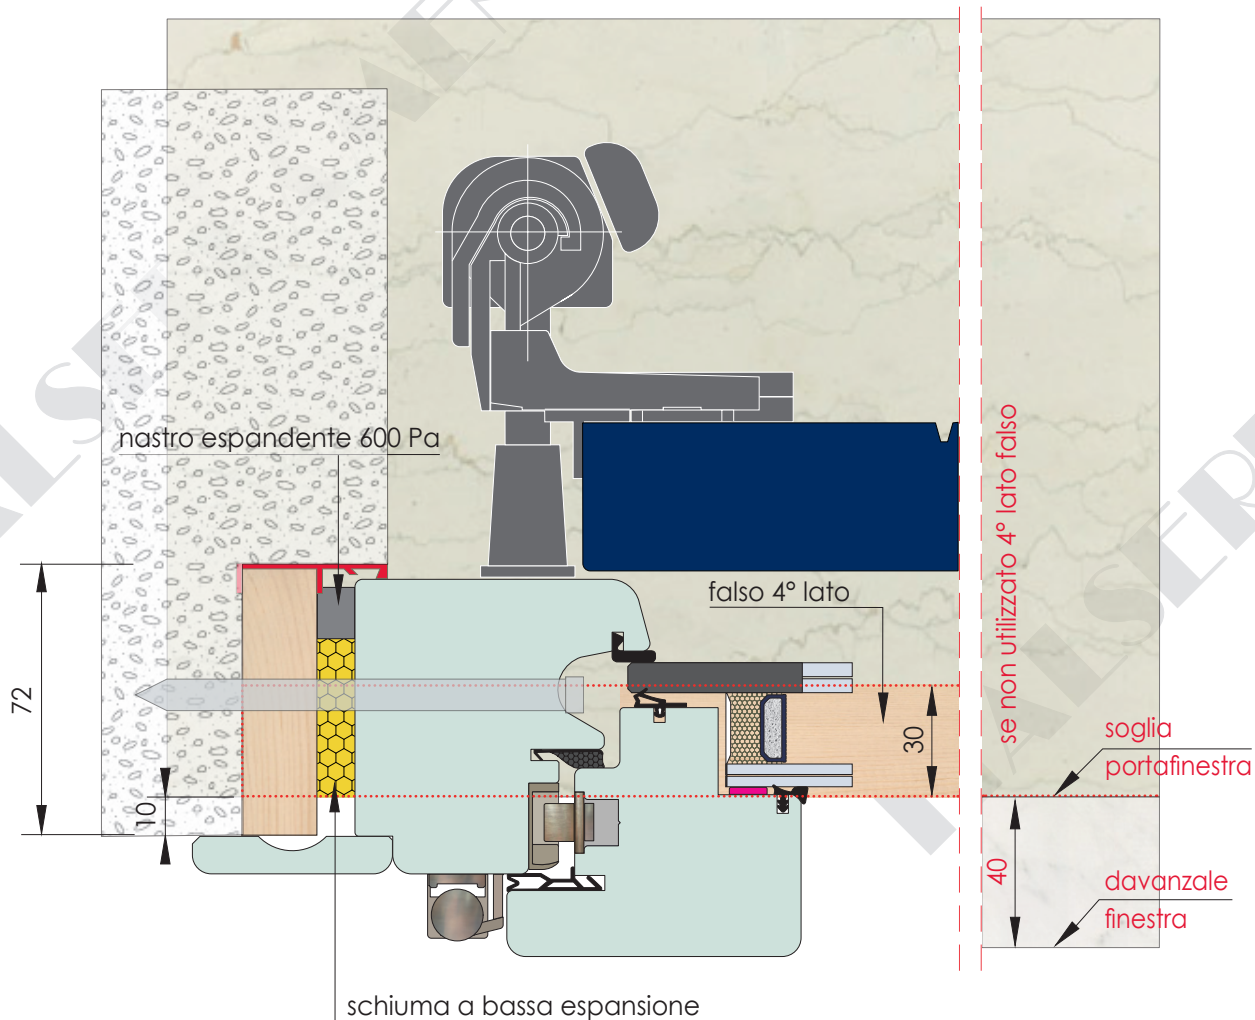 nastro espandente 600 Pa
72
10
falso 4° lato
30
se non utilizzato 4° lato falso
soglia
portafinestra
40
davanzale
finestra
schiuma a bassa espansione